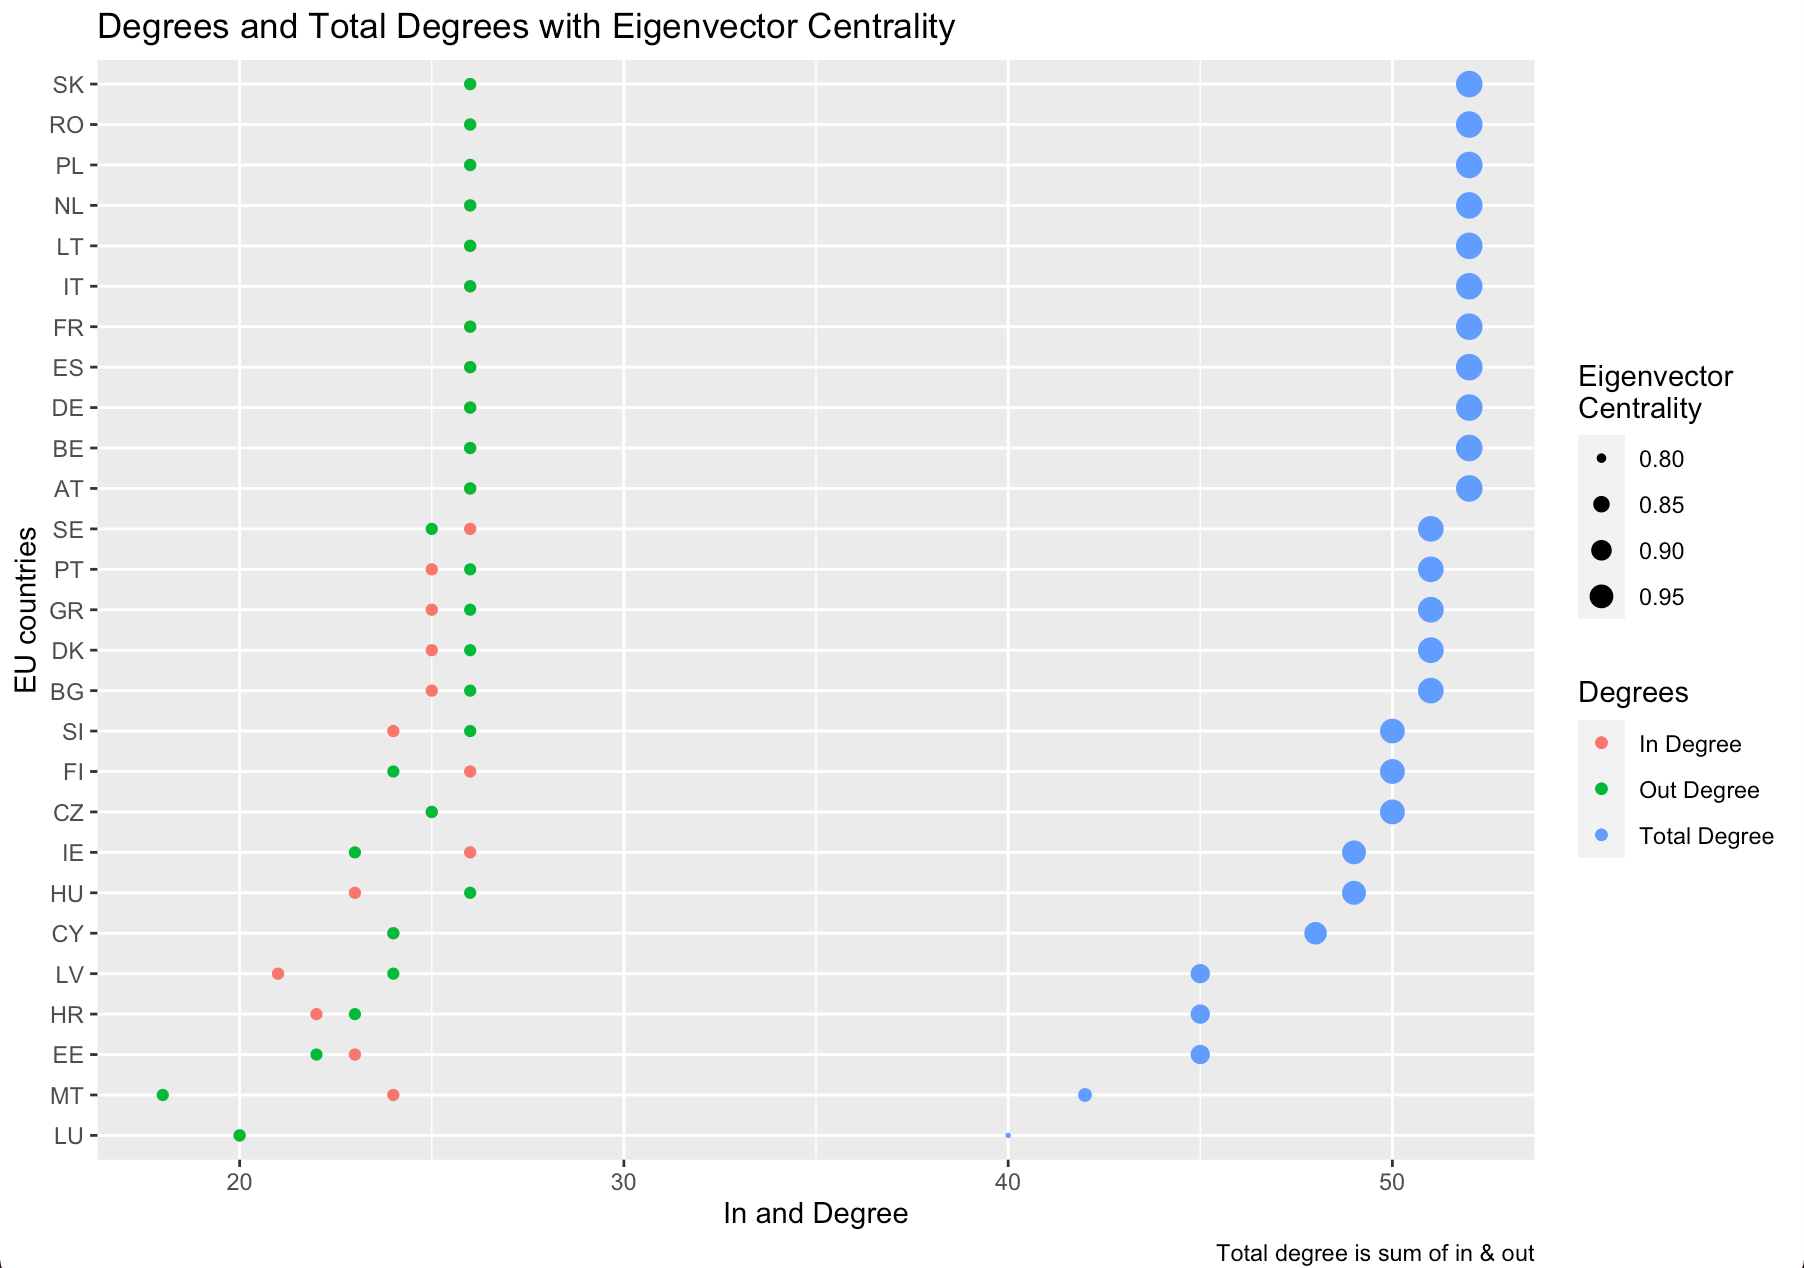 Degrees and Total Degrees with Eigenvector Centrality
SK
RO
PL
NL
LT
IT
FR
ES
DE
BE
AT
SE
PT
GR
DK
BG
SI
FI
CZ
IE
HU
CY
LV
HR
EE
MT
LU
EU countries
20 30 40 50
In and Degree
Total degree is sum of in & out
Eigenvector
Centrality
0.80
0.85
0.90
0.95
Degrees
In Degree
Out Degree
Total Degree